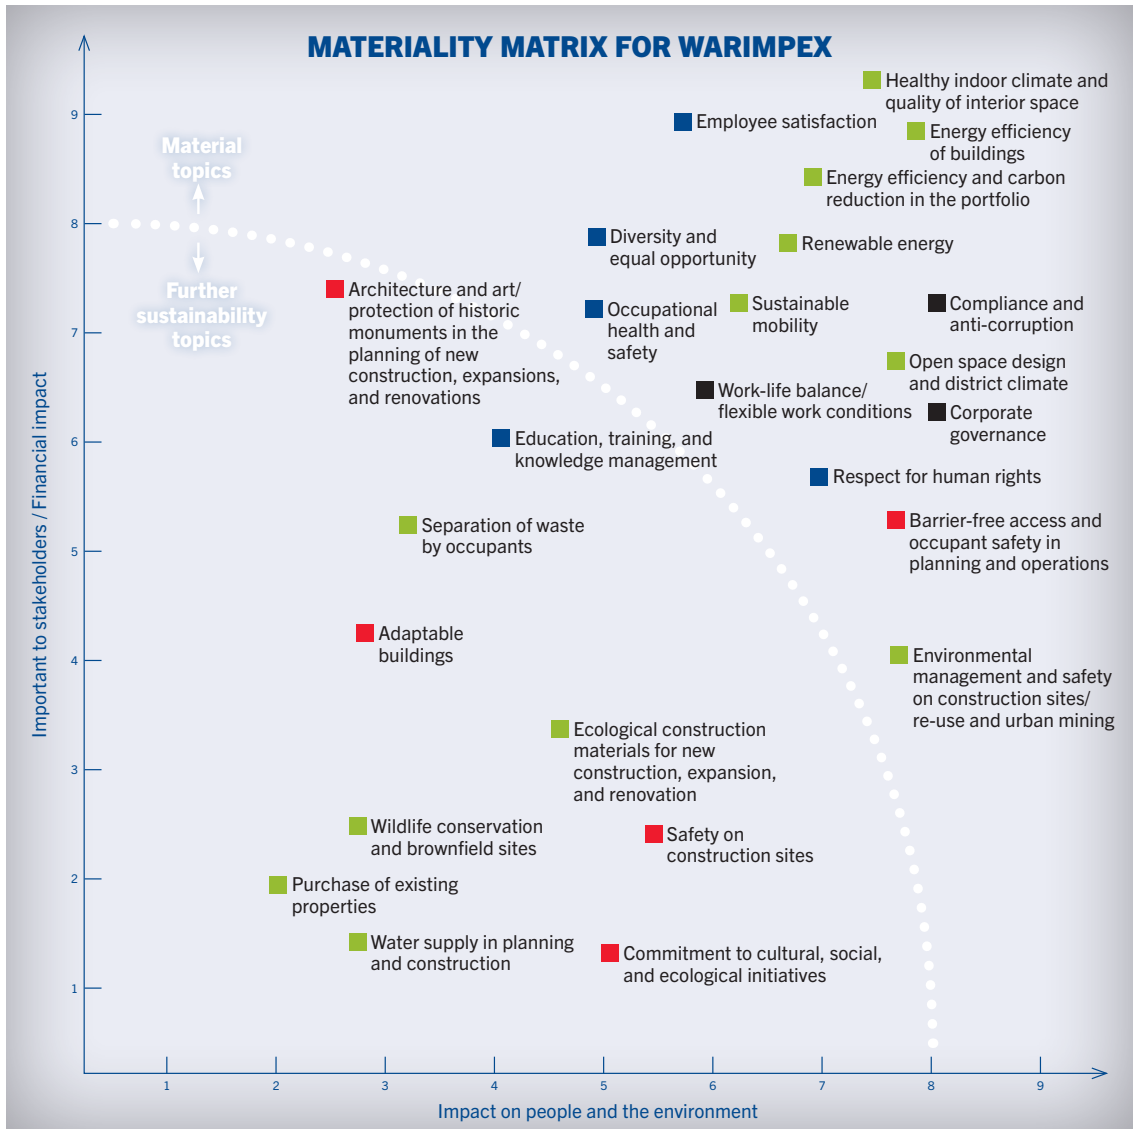 MATERIALITY MATRIX FOR WARIMPEX
Healthy indoor climate and
quality of interior space
9
Employee satisfaction
Energy efficiency
of buildings
Material
topics
Energy efficiency and carbon
reduction in the portfolio
8
Diversity and
equal opportunity
Renewable energy
Further
sustainability
topics
Architecture and art/
protection of historic
monuments in the
planning of new
construction, expansions,
and renovations
Occupational
health and
safety
Sustainable
mobility
Compliance and
anti-corruption
7
Open space design
and district climate
Work-life balance/
flexible work conditions
Corporate
governance
6
Education, training, and
knowledge management
Respect for human rights
Separation of waste
by occupants
Barrier-free access and
occupant safety in
planning and operations
5
Adaptable
buildings
Environmental
management and safety
on construction sites/
re-use and urban mining
4
Ecological construction
materials for new
construction, expansion,
and renovation
3
Wildlife conservation
and brownfield sites
Safety on
construction sites
2
Purchase of existing
properties
Water supply in planning
and construction
Commitment to cultural, social,
and ecological initiatives
1
Important to stakeholders / Financial impact
1 2 3 4 5 6 7 8 9
Impact on people and the environment